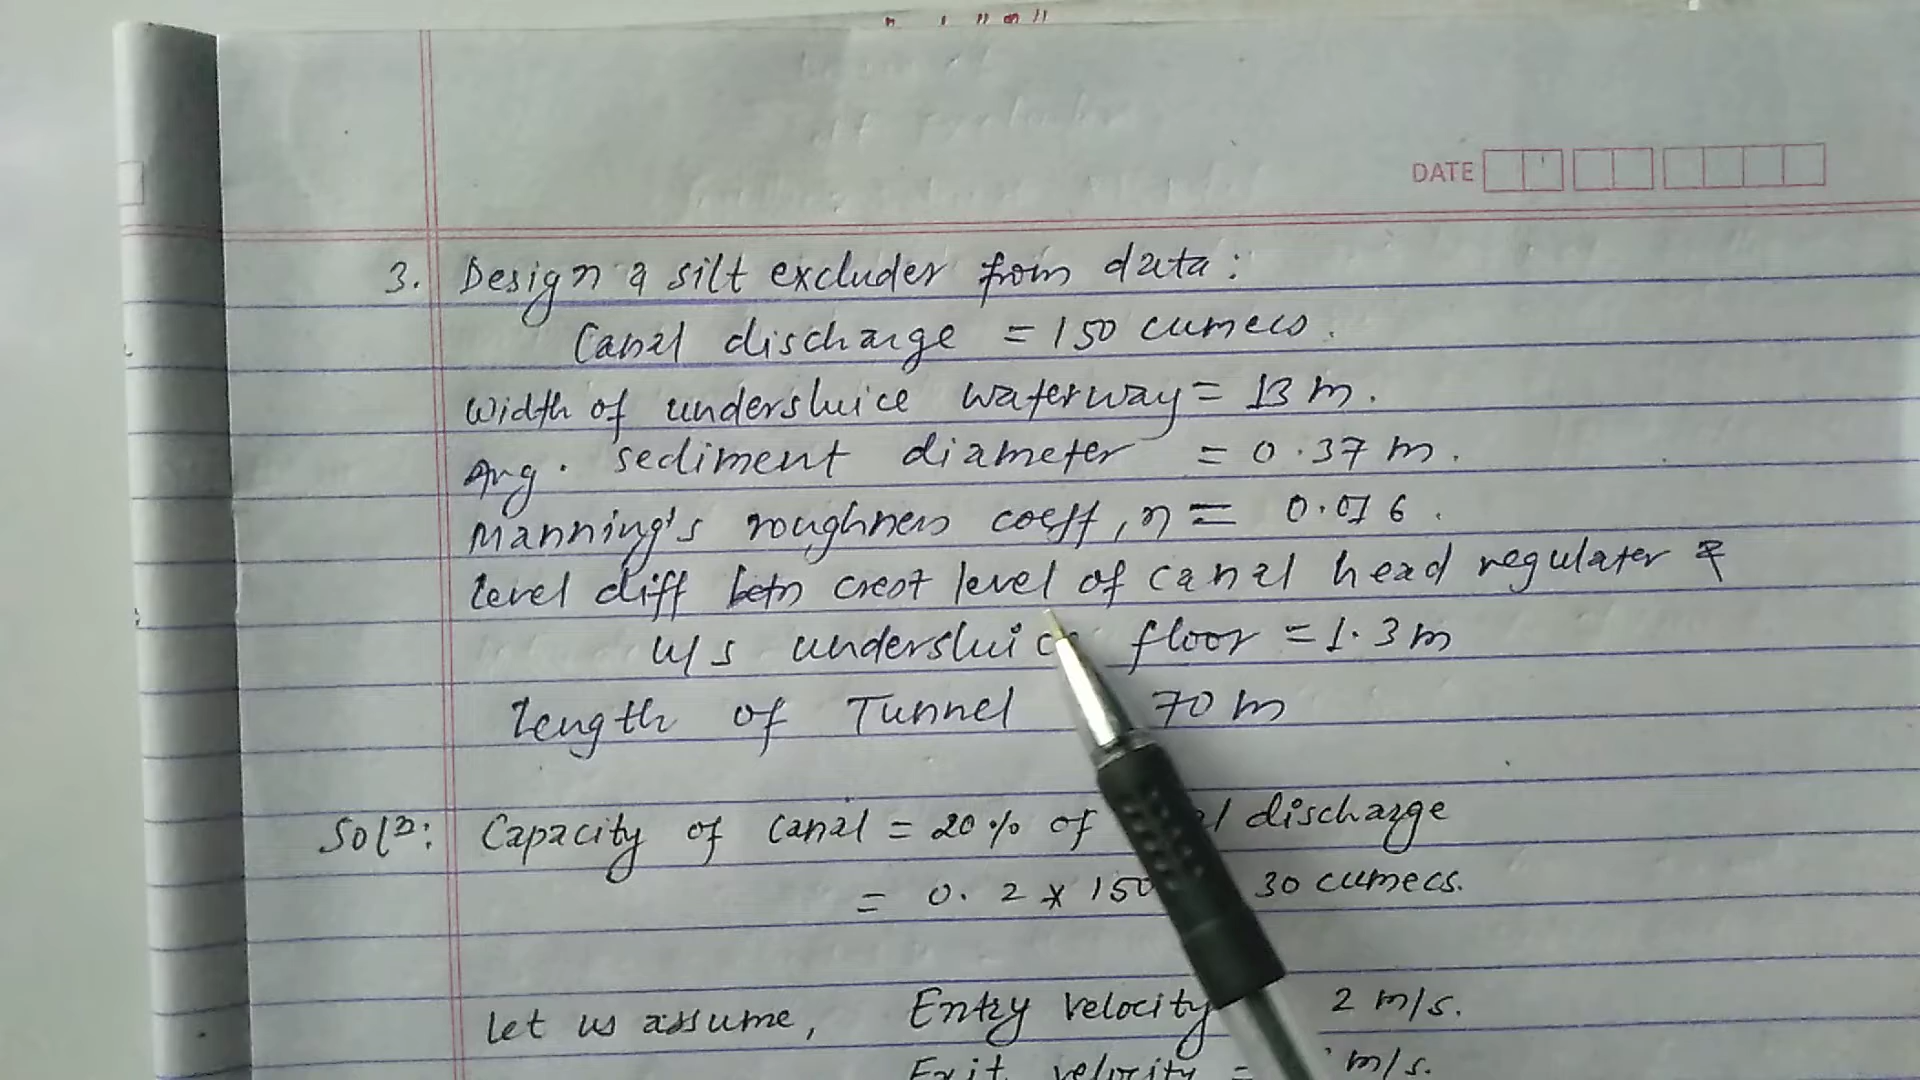 DATE
3. Design a silt excluder from data:
Canal discharge = 150 cumecs.
Width of undersluice waterway = 13 m.
Avg. sediment diameter = 0.37 m.
Manning's roughness coeff, n = 0.016.
Level diff betn crest level of canal head regulater &
u/s undersluice floor = 1.3 m
Length of Tunnel 70 m
Soln: Capacity of canal = 20% of discharge
= 0.2 * 150 30 cumecs.
Let us assume, Entry velocity 2 m/s.
Exit velocity = m/s.